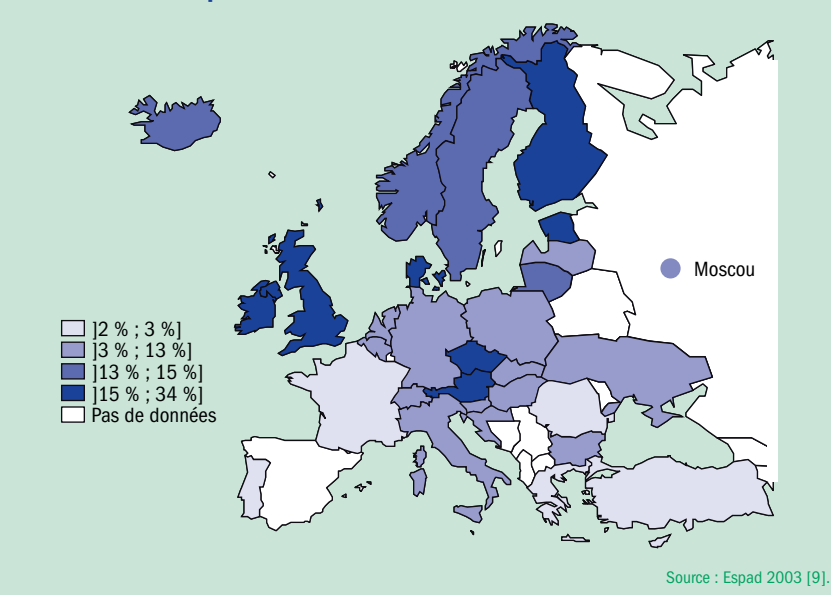 Moscou
]2 % ; 3 %]
]3 % ; 13 %]
]13 % ; 15 %]
]15 % ; 34 %]
Pas de données
Source : Espad 2003 [9].